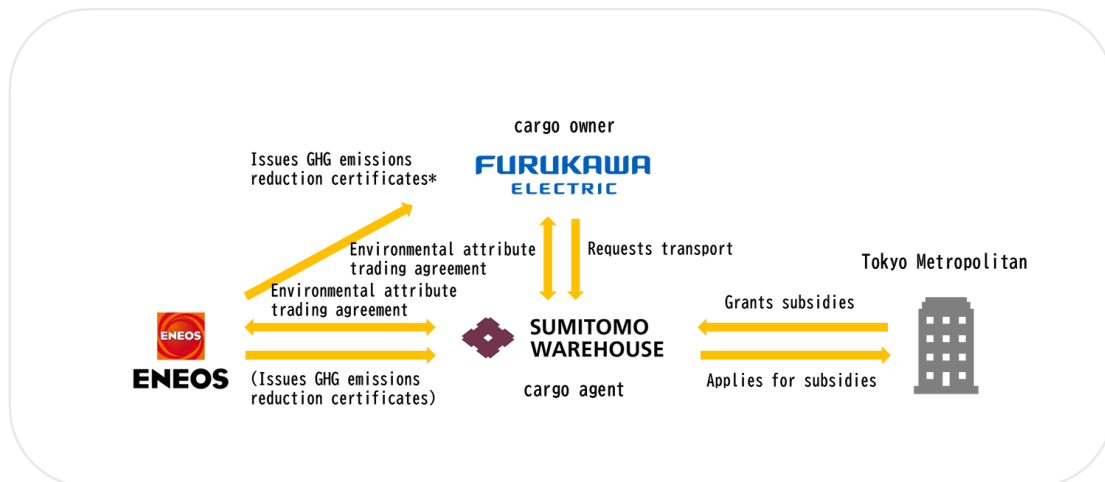 cargo owner
Issues GHG emissions
reduction certificates*
FURUKAWA
ELECTRIC
Environmental attribute
trading agreement
Requests transport
Tokyo Metropolitan
Environmental attribute
trading agreement
Grants subsidies
ENEOS
ENEOS
SUMITOMO
WAREHOUSE
(Issues GHG emissions
reduction certificates)
cargo agent
Applies for subsidies